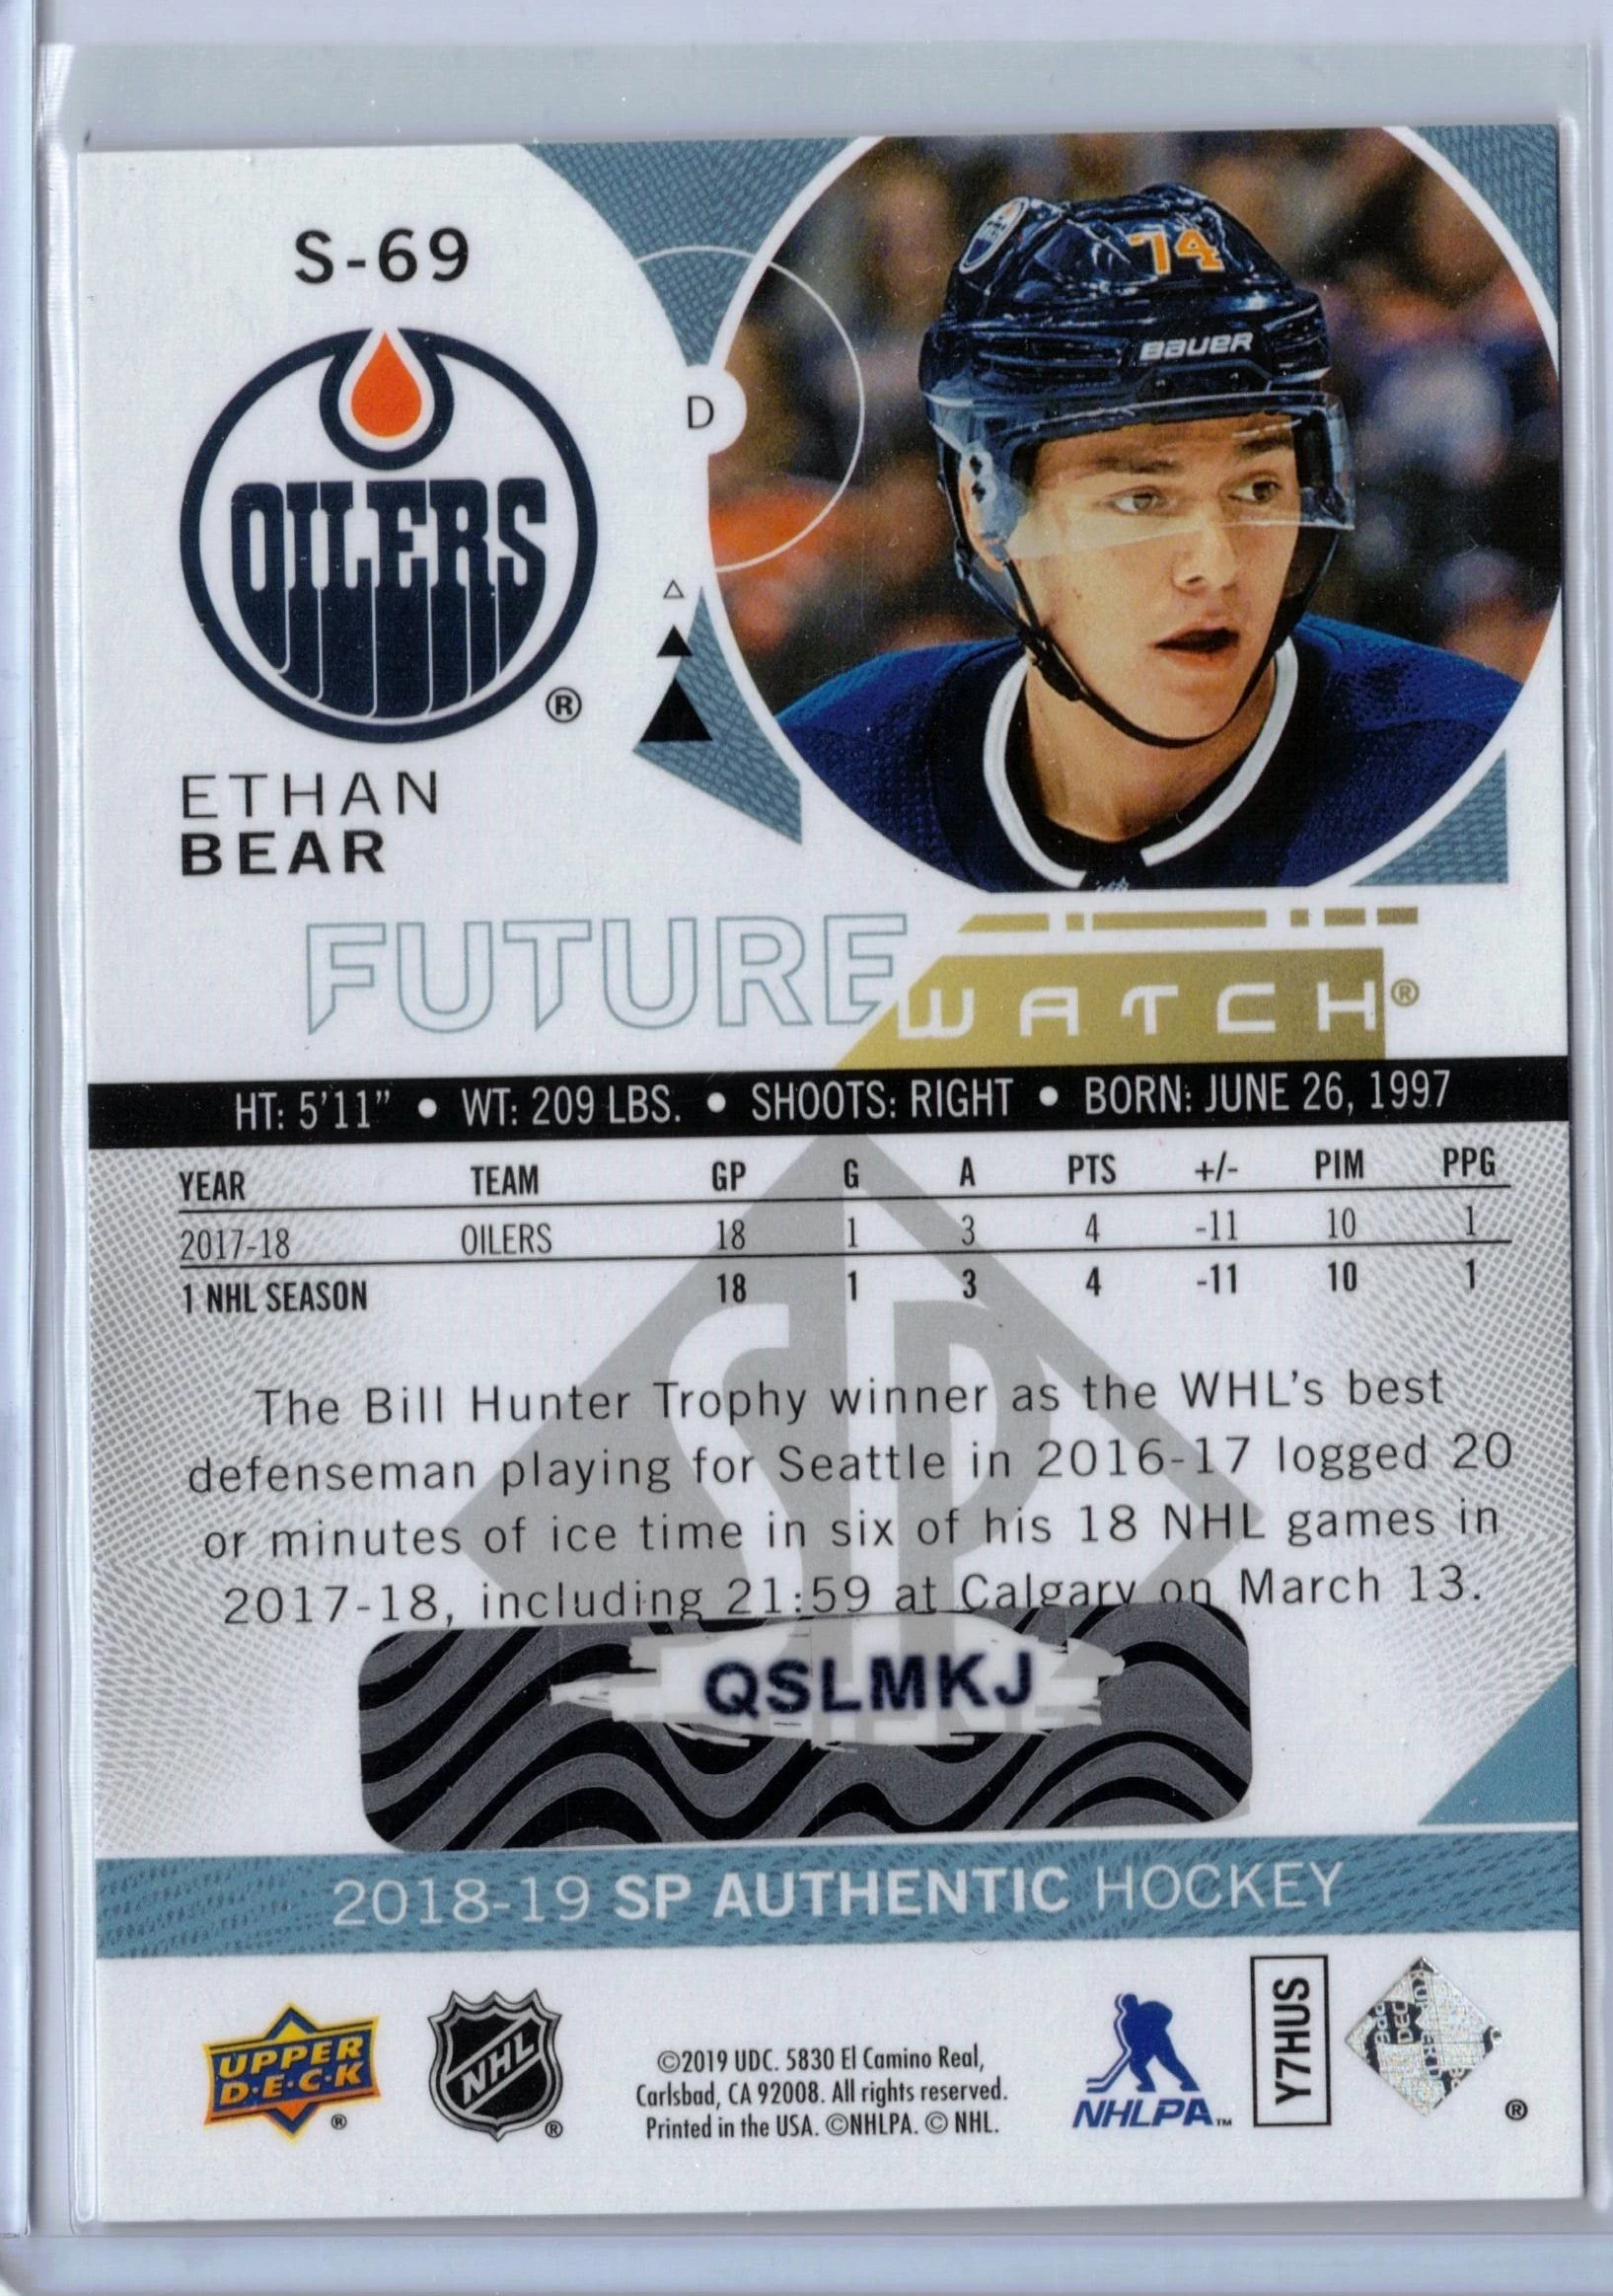 S-69
74
BAUER
D
OILERS
®
ETHAN
BEAR
FUTURE
WATCH®
HT: 5'11" • WT: 209 LBS. • SHOOTS: RIGHT • BORN: JUNE 26, 1997
YEAR TEAM GP G A PTS +/- PIM PPG
2017-18 OILERS 18 1 3 4 -11 10 1
1 NHL SEASON 18 1 3 4 -11 10 1
SP
The Bill Hunter Trophy winner as the WHL's best
defenseman playing for Seattle in 2016-17 logged 20
or minutes of ice time in six of his 18 NHL games in
2017-18, including 21:59 at Calgary on March 13.
QSLMKJ
2018-19 SP AUTHENTIC HOCKEY
UPPER
D·E·C·K
®
NHL
®
©2019 UDC. 5830 El Camino Real,
Carlsbad, CA 92008. All rights reserved.
Printed in the USA. ©NHLPA. © NHL.
NHLPA™
Y7HUS
®